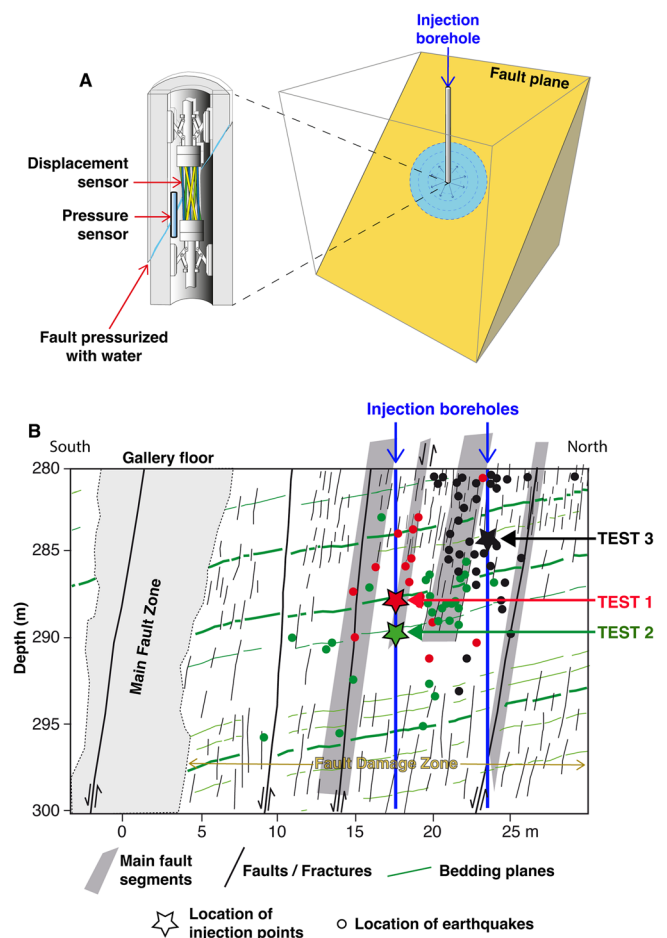 Injection
borehole
A
Fault plane
Displacement
sensor
Pressure
sensor
Fault pressurized
with water
Injection boreholes
B
South
North
Gallery floor
280
285
290
295
300
Depth (m)
Main Fault Zone
TEST 3
TEST 1
TEST 2
Fault Damage Zone
0
5
10
15
20
25 m
Main fault
segments
Faults / Fractures
Bedding planes
Location of
injection points
Location of earthquakes